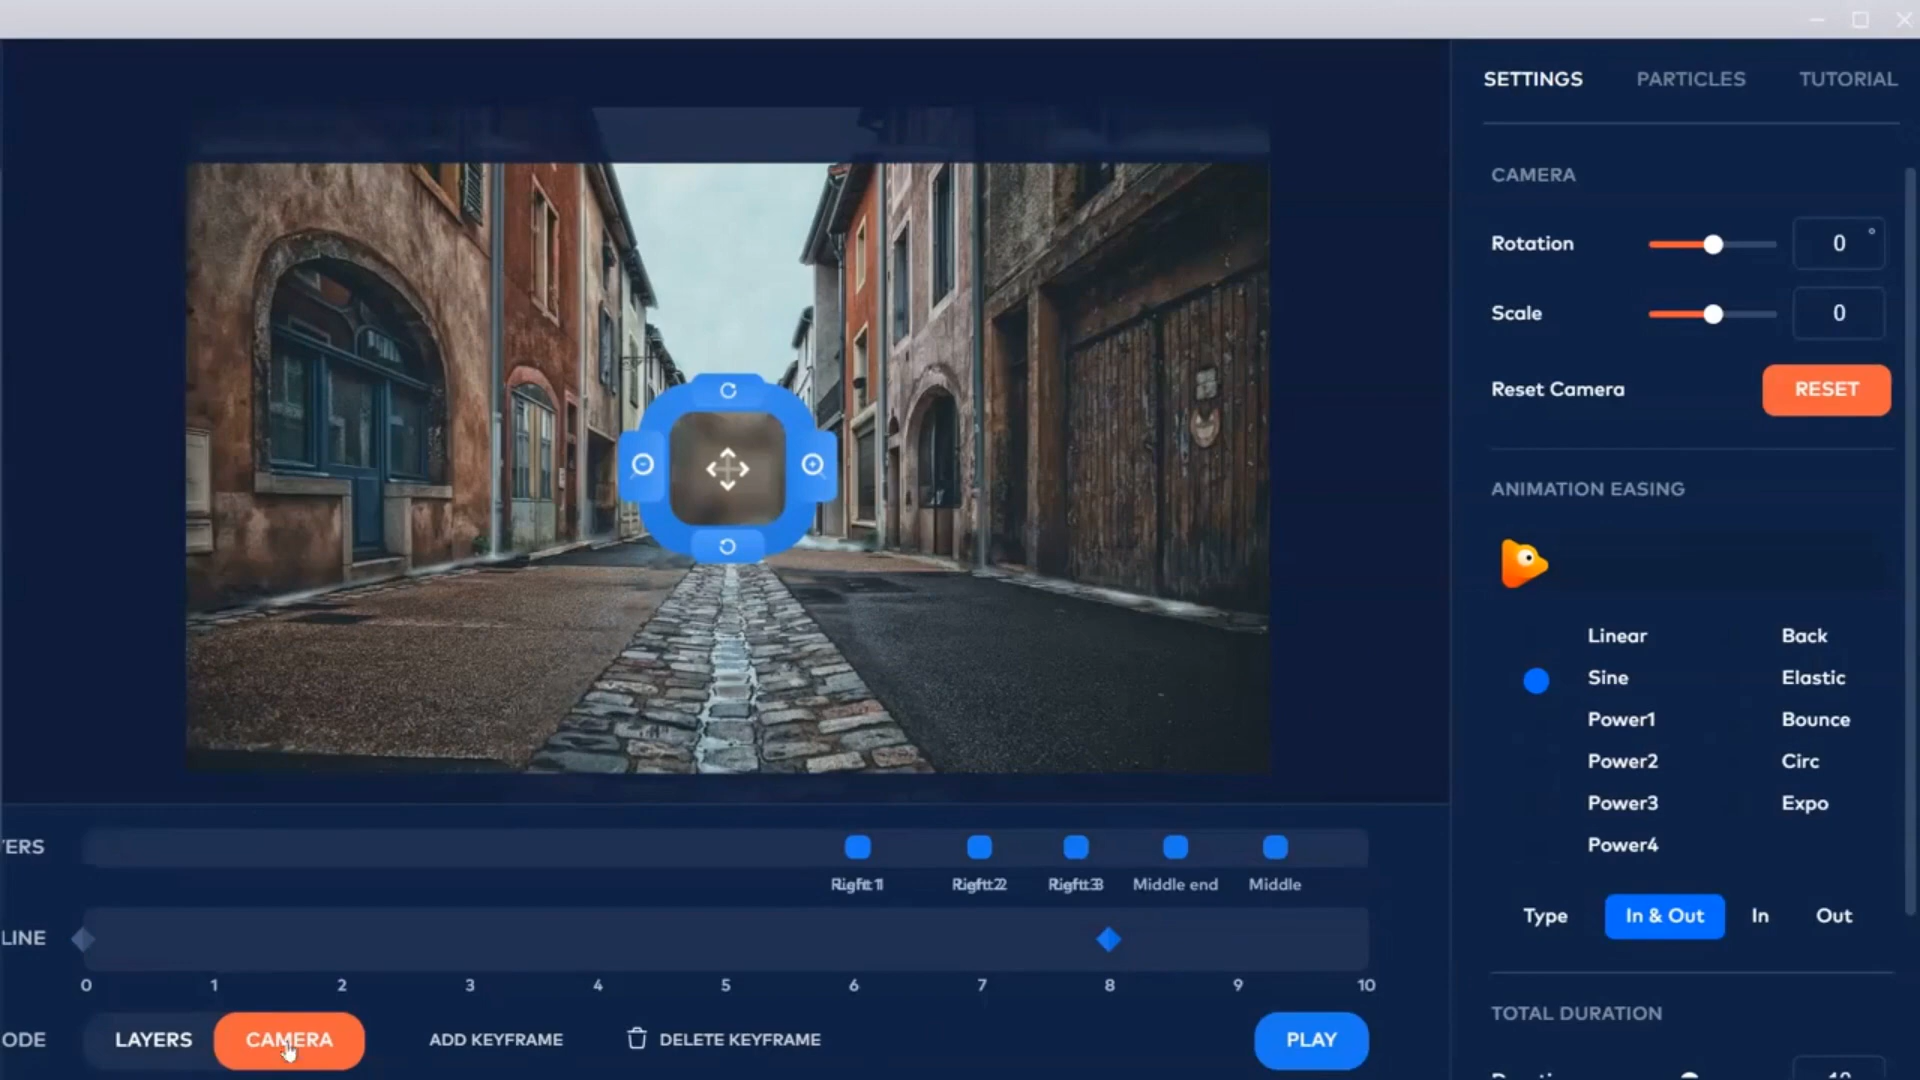 SETTINGS PARTICLES TUTORIAL
CAMERA
Rotation 0 °
Scale 0
Reset Camera RESET
ANIMATION EASING
Linear Back
Sine Elastic
Power1 Bounce
Power2 Circ
Power3 Expo
Power4
Type In & Out In Out
TOTAL DURATION
YERS
Middle end Middle
LINE
0 1 2 3 4 5 6 7 8 9 10
ODE LAYERS CAMERA ADD KEYFRAME DELETE KEYFRAME PLAY